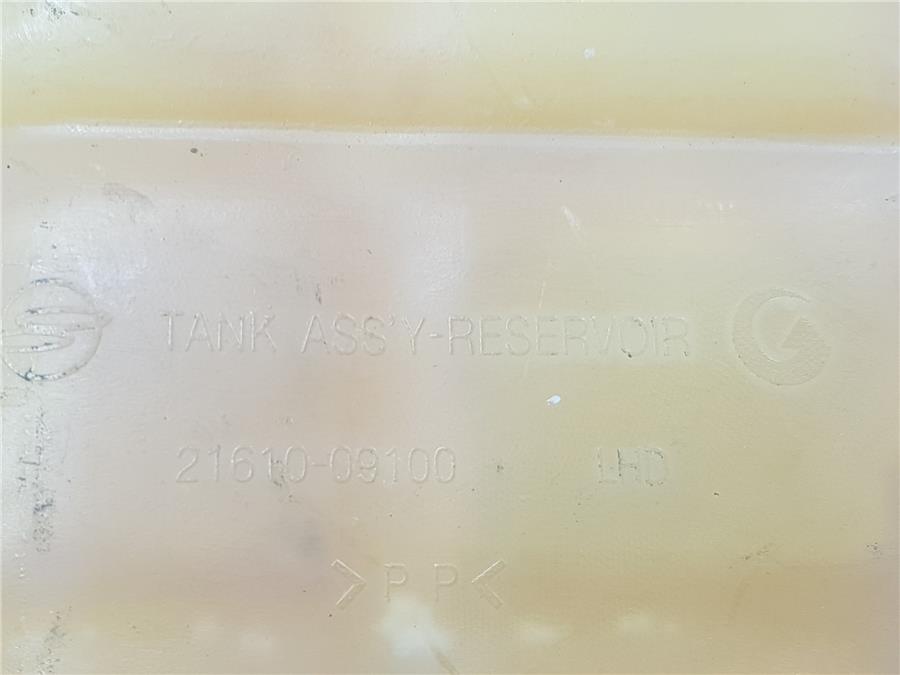 TANK ASS'Y-RESERVOIR
21610-09100 LHD
>PP<